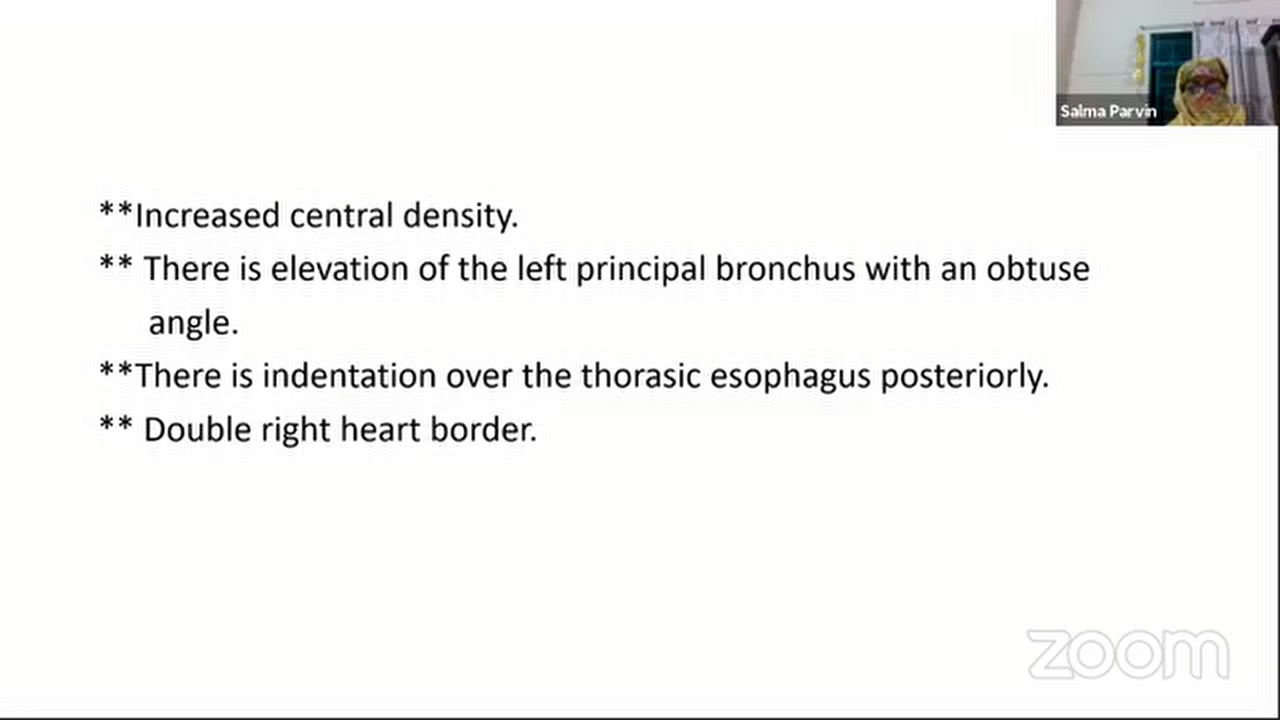 Salma Parvin
**Increased central density.
** There is elevation of the left principal bronchus with an obtuse
angle.
**There is indentation over the thorasic esophagus posteriorly.
** Double right heart border.
zoom